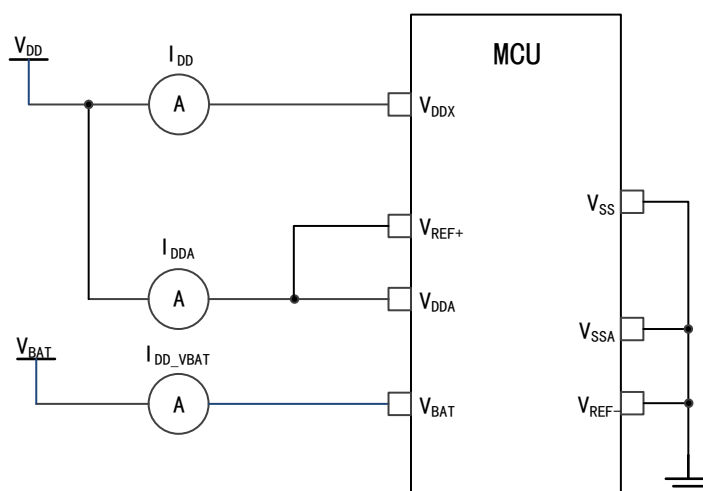 MCU
VDD
IDD
A
VDDX
VREF+
IDDA
A
VDDA
VBAT
IDD_VBAT
A
VBAT
VSS
VSSA
VREF-